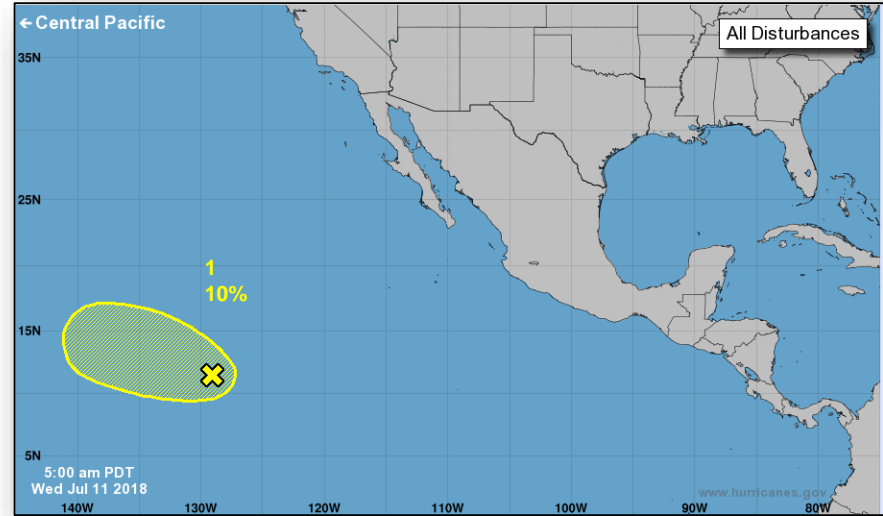 ← Central Pacific
All Disturbances
35N
25N
1
10%
15N
5N
5:00 am PDT
Wed Jul 11 2018
www.hurricanes.gov
140W 130W 120W 110W 100W 90W 80W